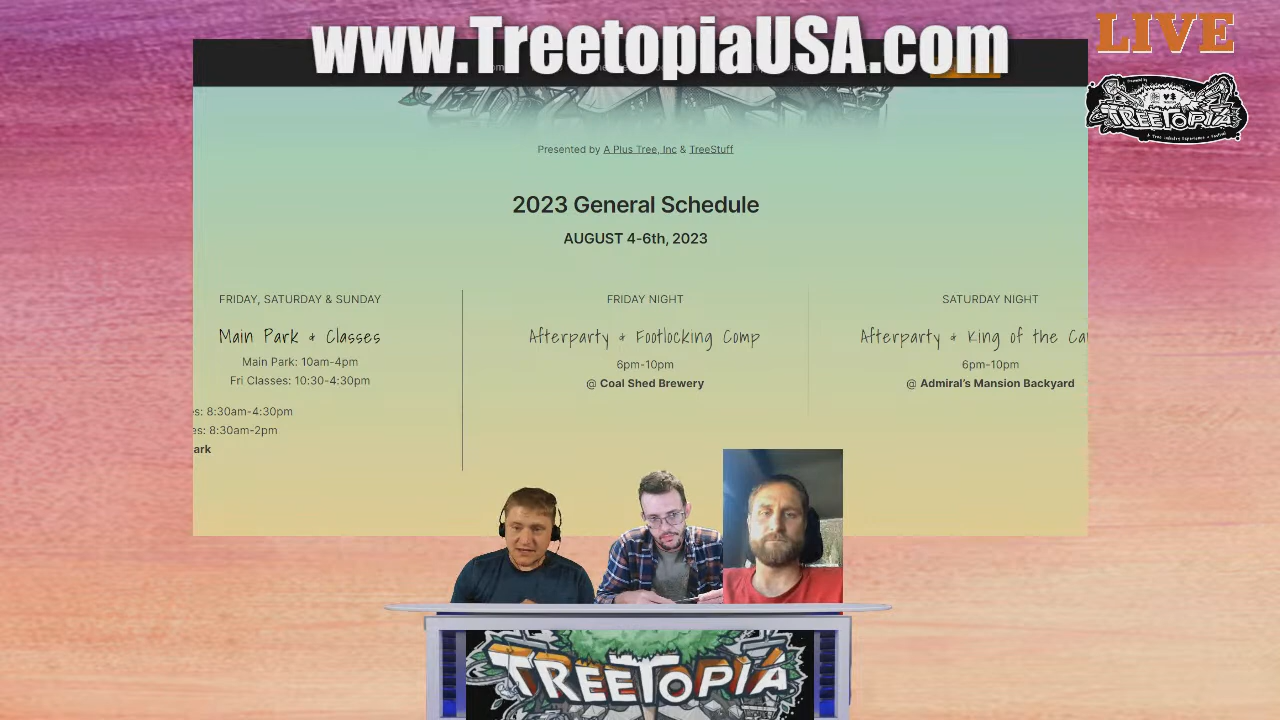 www.TreetopiaUSA.com
LIVE
TREETOPIA
Presented by A Plus Tree, Inc & TreeStuff
2023 General Schedule
AUGUST 4-6th, 2023
FRIDAY, SATURDAY & SUNDAY
Main Park & Classes
Main Park: 10am-4pm
Fri Classes: 10:30-4:30pm
es: 8:30am-4:30pm
es: 8:30am-2pm
ark
FRIDAY NIGHT
Afterparty & Footlocking Comp
6pm-10pm
@ Coal Shed Brewery
SATURDAY NIGHT
Afterparty & King of the Ca
6pm-10pm
@ Admiral's Mansion Backyard
TREETOPIA